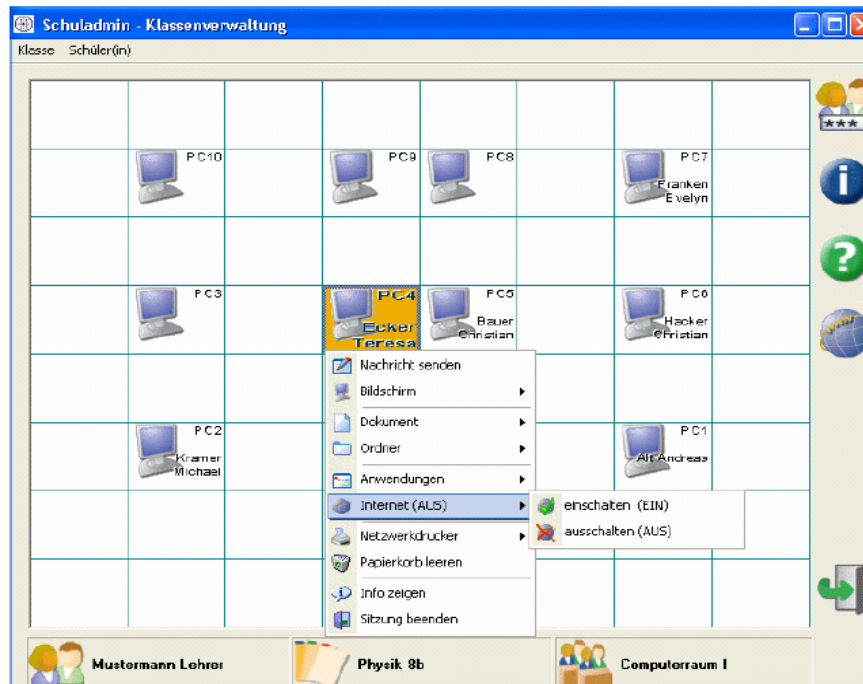 Schuladmin - Klassenverwaltung
Klasse Schüler(in)
***
PC10
PC9
PC8
PC7
Franken
Evelyn
?
PC3
PC4
Ecker
Teresa
PC5
Bauer
Christian
PC6
Hacker
Christian
Nachricht senden
Bildschirm
Dokument
Ordner
Anwendungen
Internet (AUS)
einschalten (EIN)
ausschalten (AUS)
Netzwerkdrucker
Papierkorb leeren
Info zeigen
Sitzung beenden
PC2
Kramer
Michael
PC1
Alt Andreas
Mustermann Lehrer
Physik 8b
Computerraum I